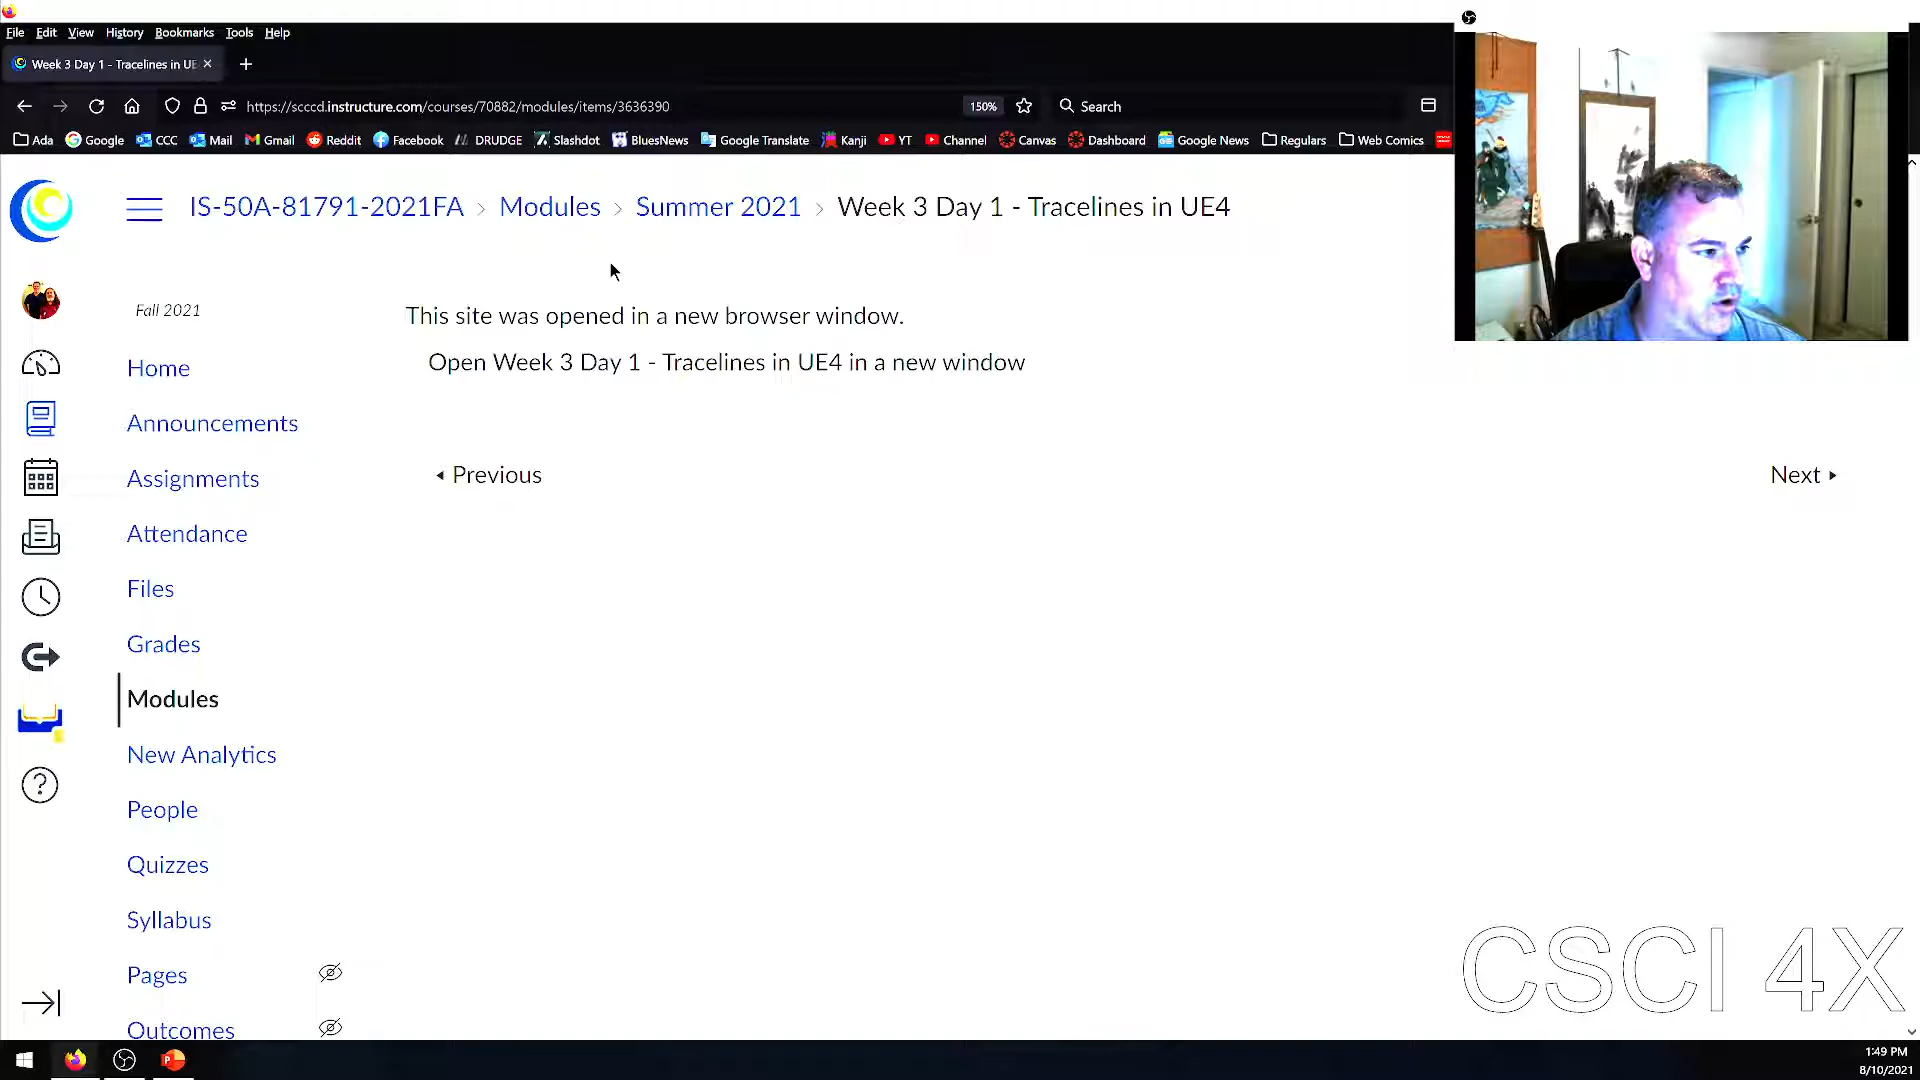 File Edit View History Bookmarks Tools Help
Week 3 Day 1 - Tracelines in UE
https://scccd.instructure.com/courses/70882/modules/items/3636390
150%
Search
Ada Google CCC Mail Gmail Reddit Facebook DRUDGE Slashdot BluesNews Google Translate Kanji YT Channel Canvas Dashboard Google News Regulars Web Comics
IS-50A-81791-2021FA > Modules > Summer 2021 > Week 3 Day 1 - Tracelines in UE4
Fall 2021
Home
Announcements
Assignments
Attendance
Files
Grades
Modules
New Analytics
People
Quizzes
Syllabus
Pages
Outcomes
This site was opened in a new browser window.
Open Week 3 Day 1 - Tracelines in UE4 in a new window
Previous
Next
CSCI 4X
1:49 PM
8/10/2021